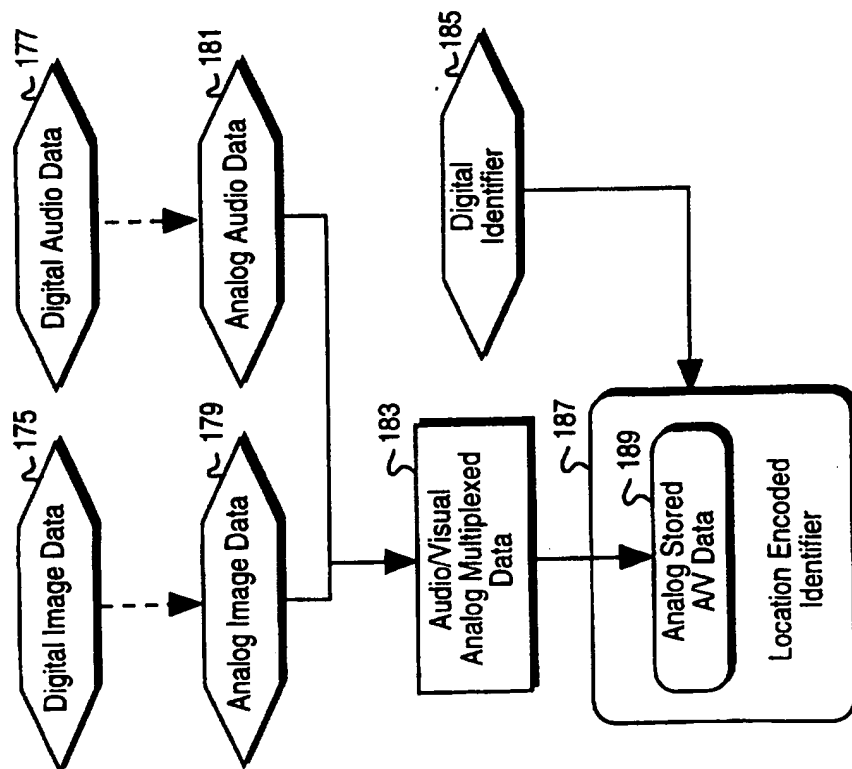 175
Digital Image Data
177
Digital Audio Data
179
Analog Image Data
181
Analog Audio Data
183
Audio/Visual
Analog Multiplexed
Data
185
Digital
Identifier
187
189
Analog Stored
A/V Data
Location Encoded
Identifier